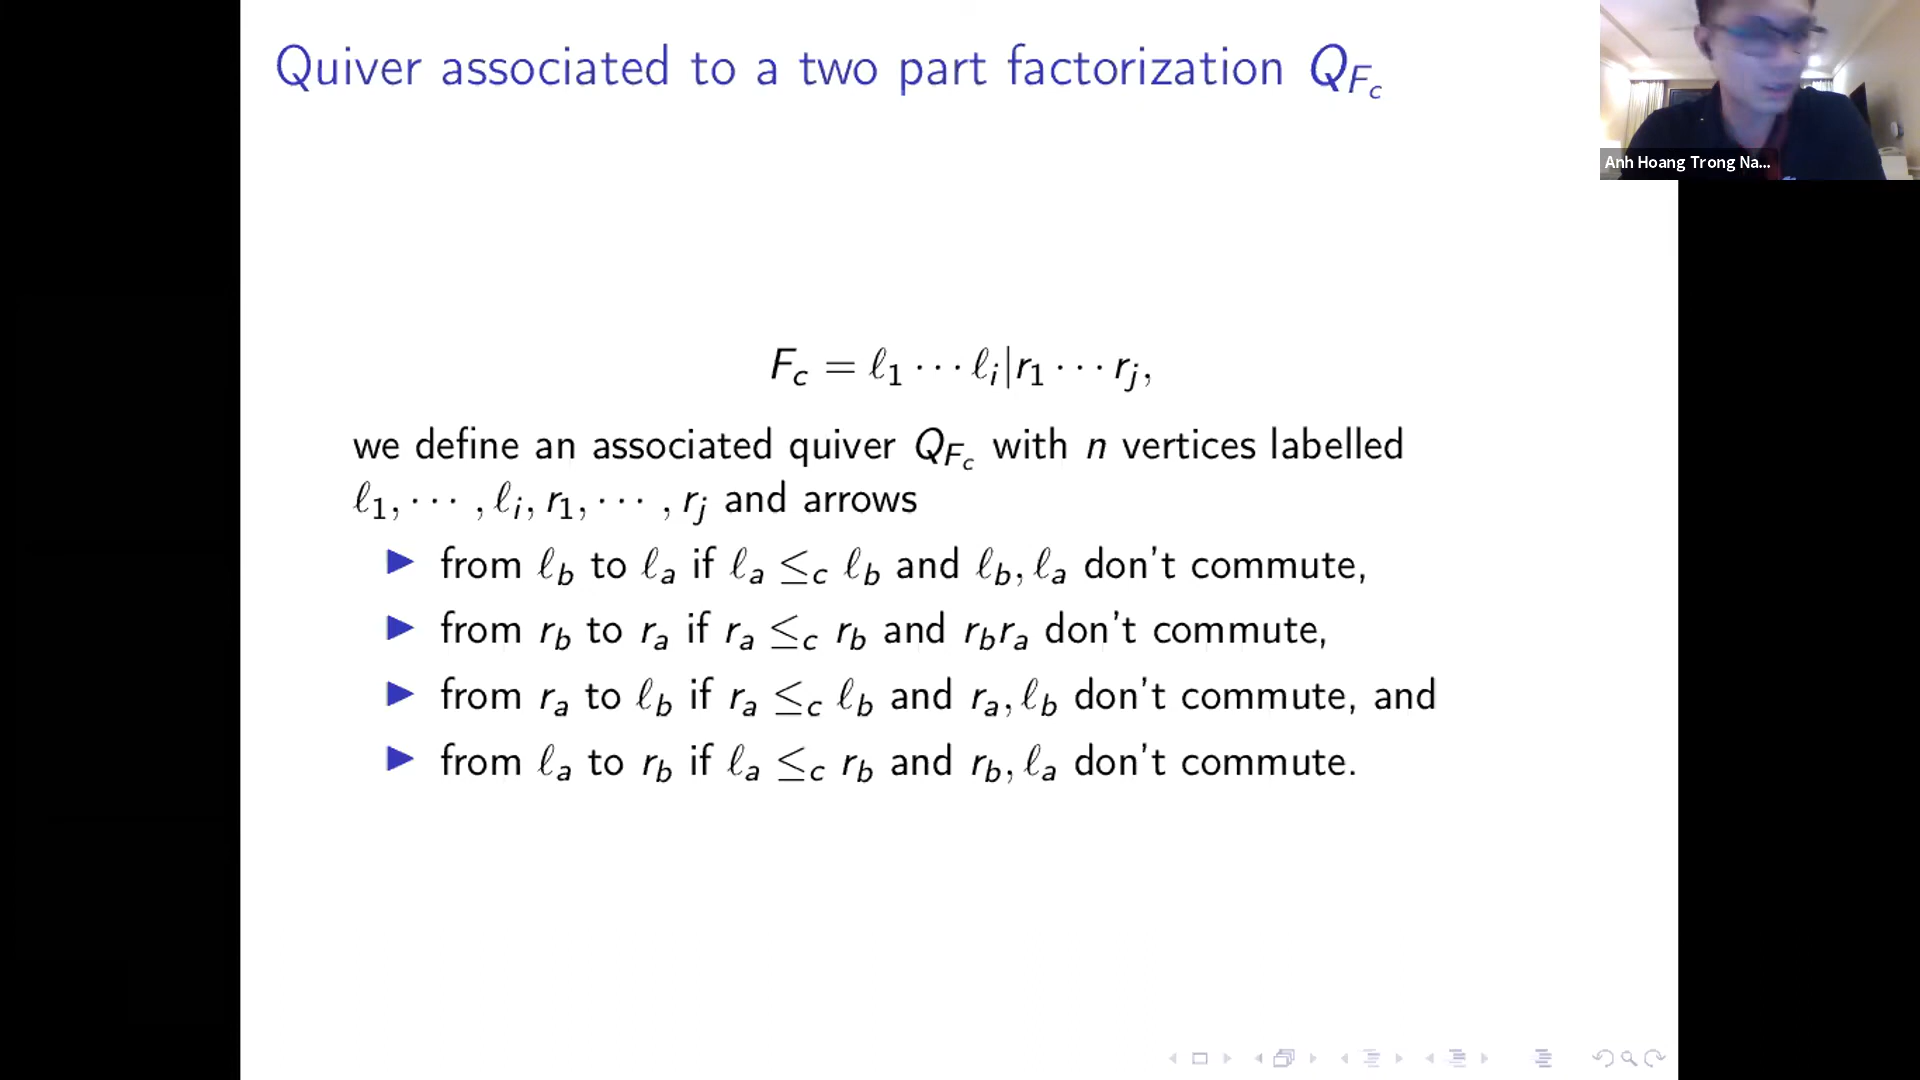 Quiver associated to a two part factorization Q_{F_c}
Anh Hoang Trong Na...
F_c = ℓ_1 ⋯ ℓ_i|r_1 ⋯ r_j,
we define an associated quiver Q_{F_c} with n vertices labelled
ℓ_1, ⋯ , ℓ_i, r_1, ⋯ , r_j and arrows
▶ from ℓ_b to ℓ_a if ℓ_a ≤_c ℓ_b and ℓ_b, ℓ_a don't commute,
▶ from r_b to r_a if r_a ≤_c r_b and r_b r_a don't commute,
▶ from r_a to ℓ_b if r_a ≤_c ℓ_b and r_a, ℓ_b don't commute, and
▶ from ℓ_a to r_b if ℓ_a ≤_c r_b and r_b, ℓ_a don't commute.